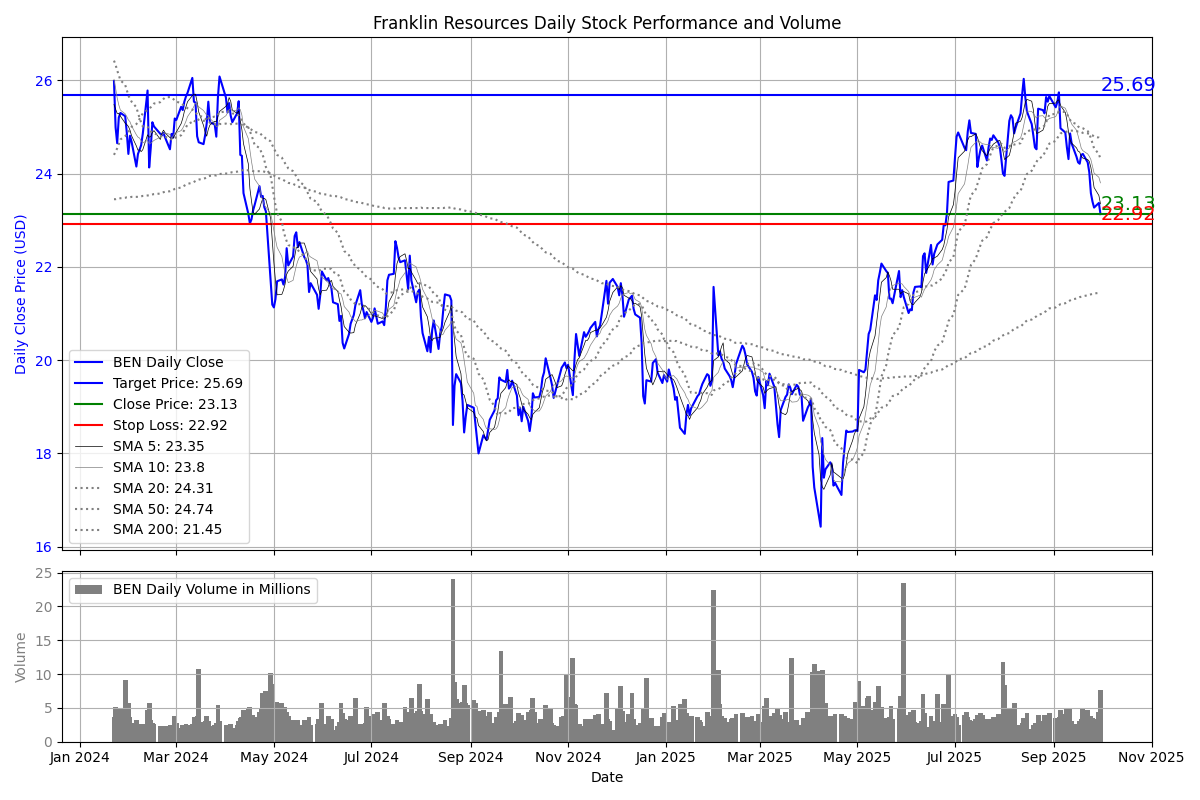 Franklin Resources Daily Stock Performance and Volume
Daily Close Price (USD)
26
24
22
20
18
16
25.69
23.13
22.92
BEN Daily Close
Target Price: 25.69
Close Price: 23.13
Stop Loss: 22.92
SMA 5: 23.35
SMA 10: 23.8
SMA 20: 24.31
SMA 50: 24.74
SMA 200: 21.45
Volume
25
20
15
10
5
0
BEN Daily Volume in Millions
Jan 2024 Mar 2024 May 2024 Jul 2024 Sep 2024 Nov 2024 Jan 2025 Mar 2025 May 2025 Jul 2025 Sep 2025 Nov 2025
Date